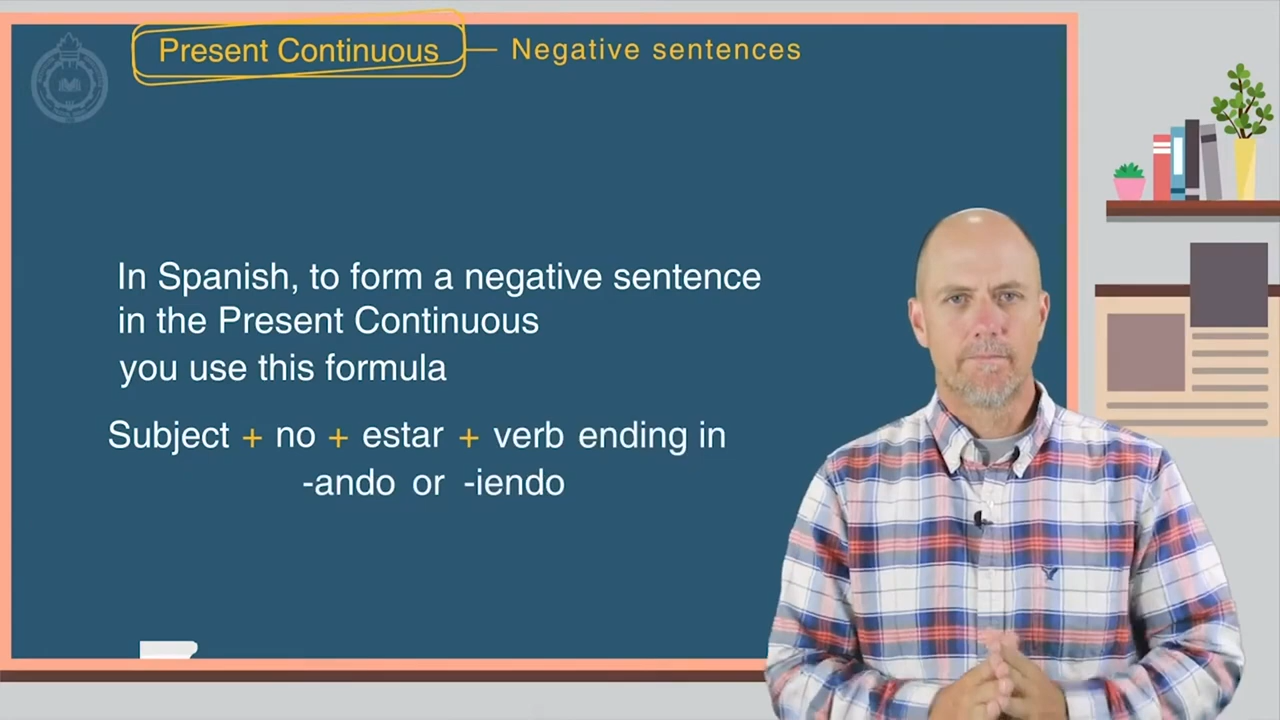 Present Continuous — Negative sentences
In Spanish, to form a negative sentence
in the Present Continuous
you use this formula
Subject + no + estar + verb ending in
-ando or -iendo